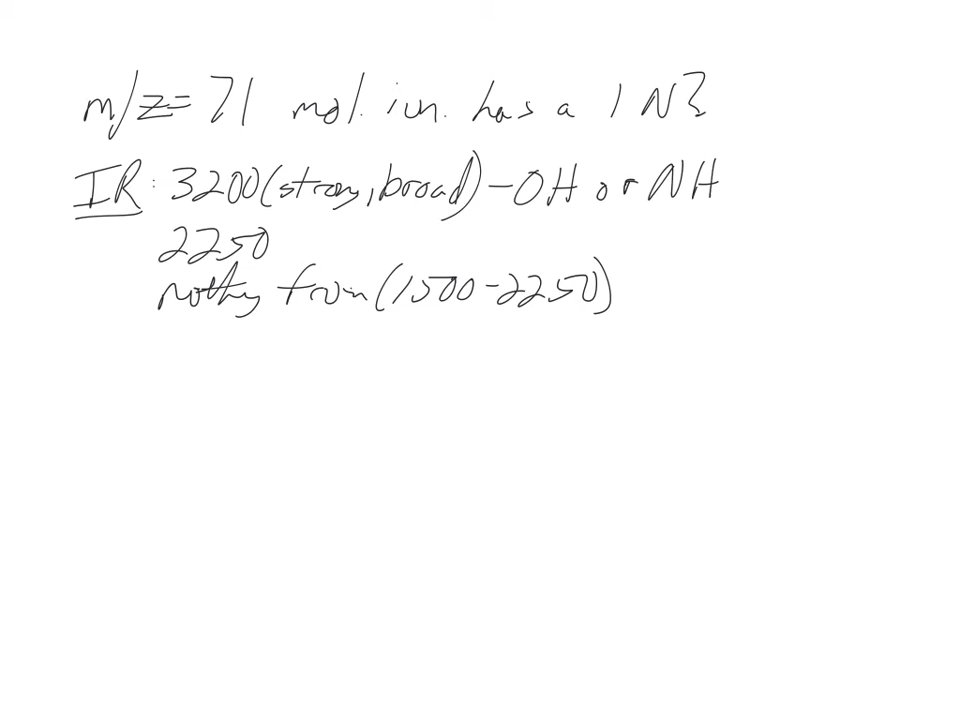 m/z= 71 mol. ion. has a 1 N?
IR: 3200(strong, broad) - OH or NH
2250
nothing from (1500-2250)